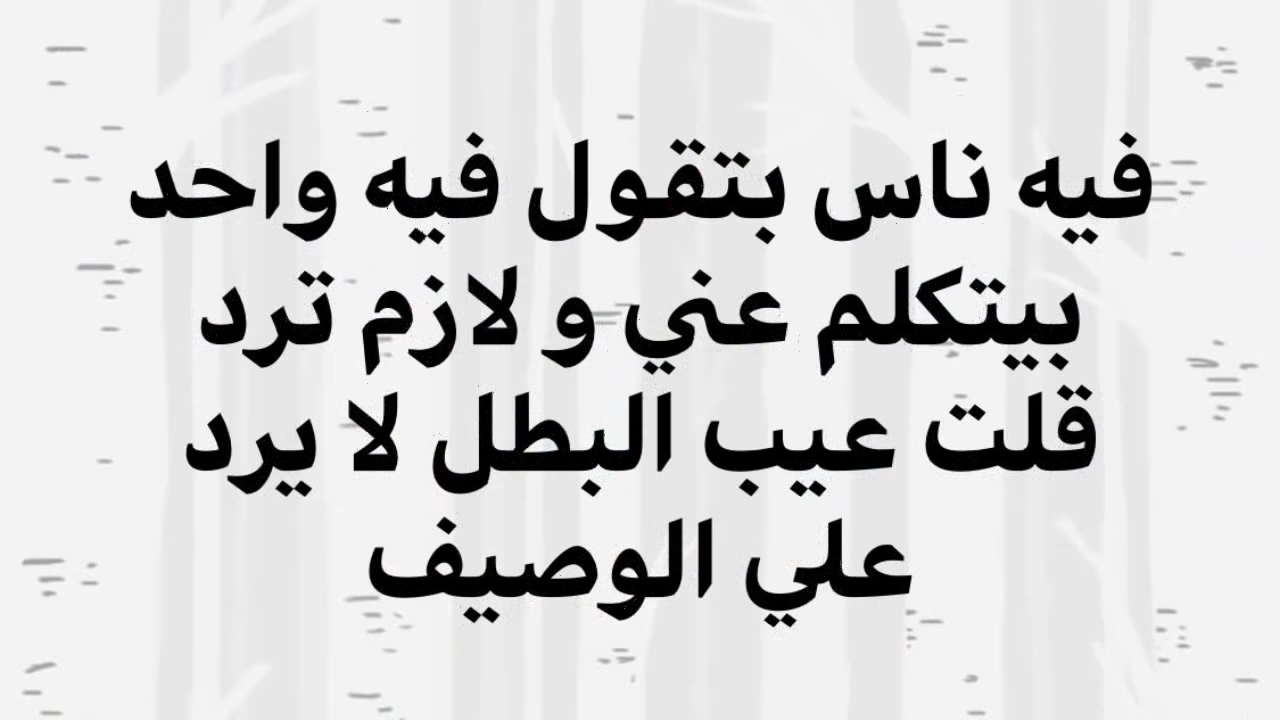 فيه ناس بتقول فيه واحد
بيتكلم عني و لازم ترد
قلت عيب البطل لا يرد
علي الوصيف